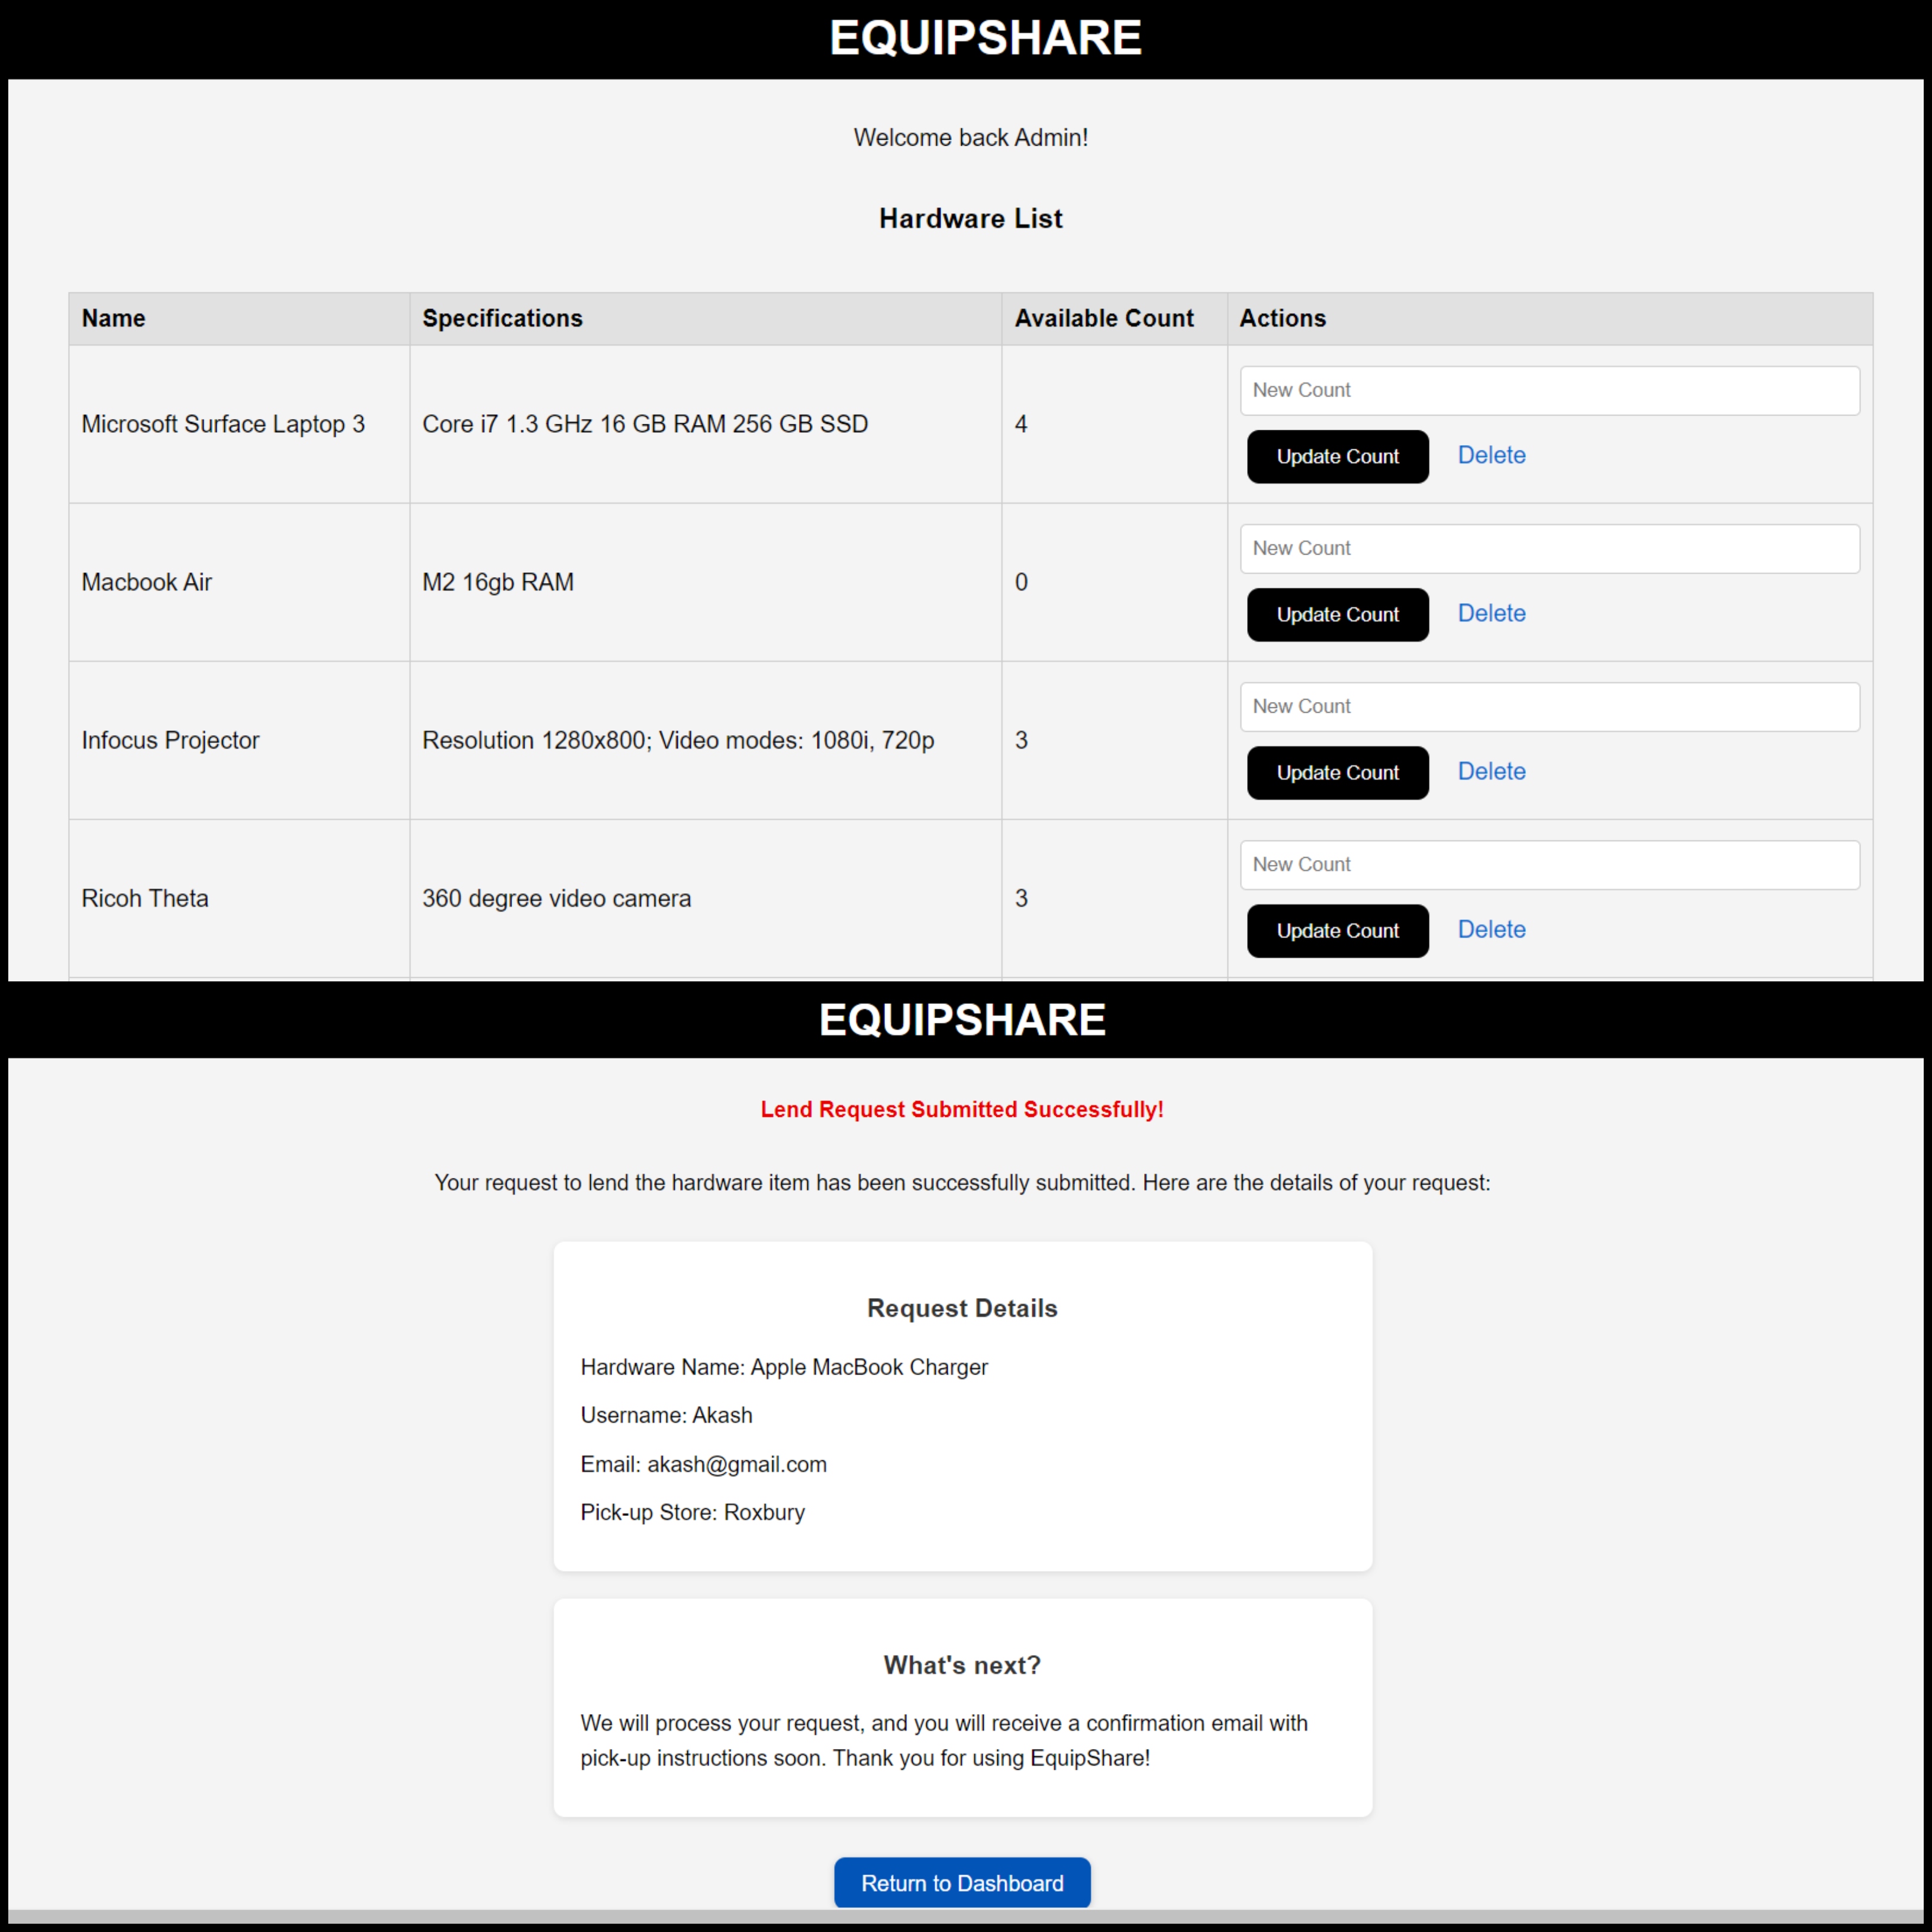 EQUIPSHARE
Welcome back Admin!
Hardware List
Name Specifications Available Count Actions
New Count
Microsoft Surface Laptop 3 Core i7 1.3 GHz 16 GB RAM 256 GB SSD 4
Update Count Delete
New Count
Macbook Air M2 16gb RAM 0
Update Count Delete
New Count
Infocus Projector Resolution 1280x800; Video modes: 1080i, 720p 3
Update Count Delete
New Count
Ricoh Theta 360 degree video camera 3
Update Count Delete
EQUIPSHARE
Lend Request Submitted Successfully!
Your request to lend the hardware item has been successfully submitted. Here are the details of your request:
Request Details
Hardware Name: Apple MacBook Charger
Username: Akash
Email: akash@gmail.com
Pick-up Store: Roxbury
What's next?
We will process your request, and you will receive a confirmation email with
pick-up instructions soon. Thank you for using EquipShare!
Return to Dashboard